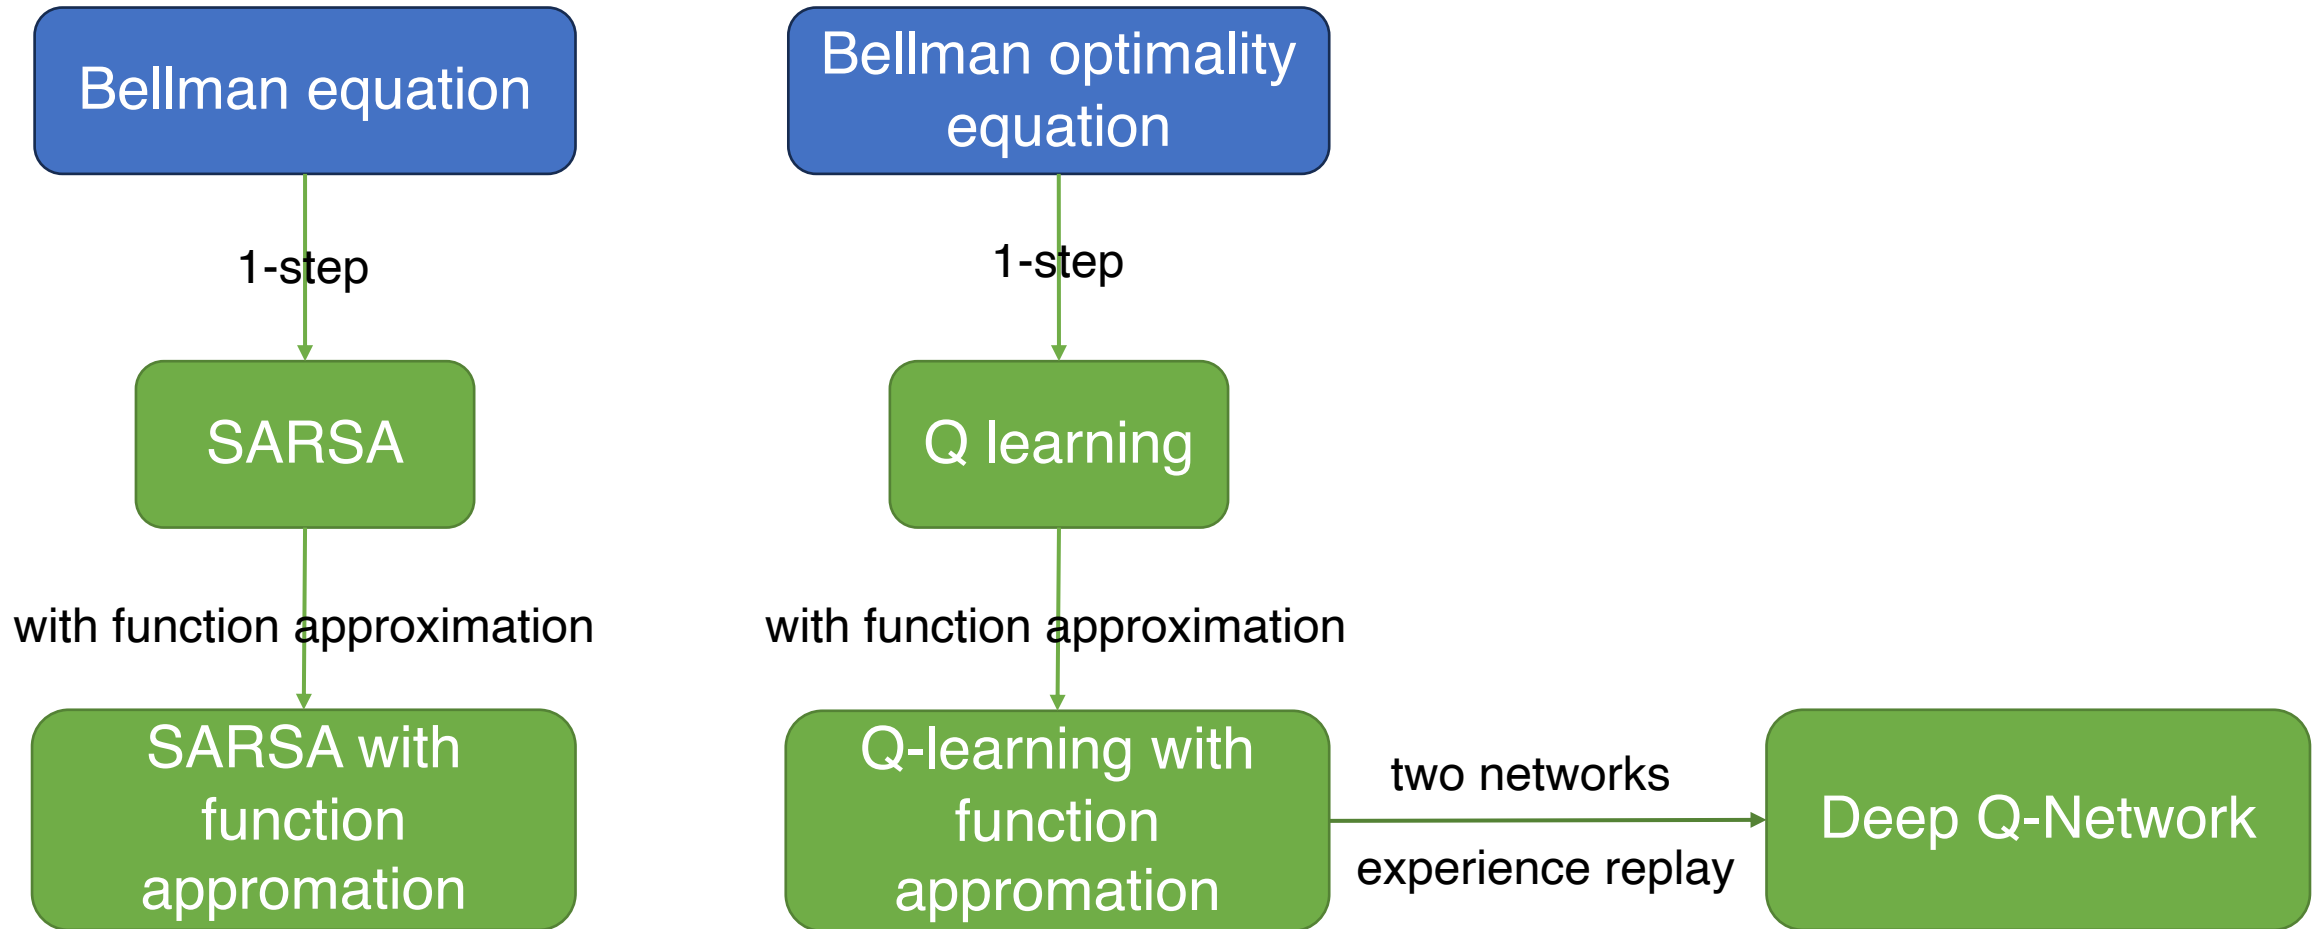 Bellman equation
Bellman optimality
equation
1-step
1-step
SARSA
Q learning
with function approximation
with function approximation
SARSA with
function
appromation
Q-learning with
function
appromation
two networks
experience replay
Deep Q-Network